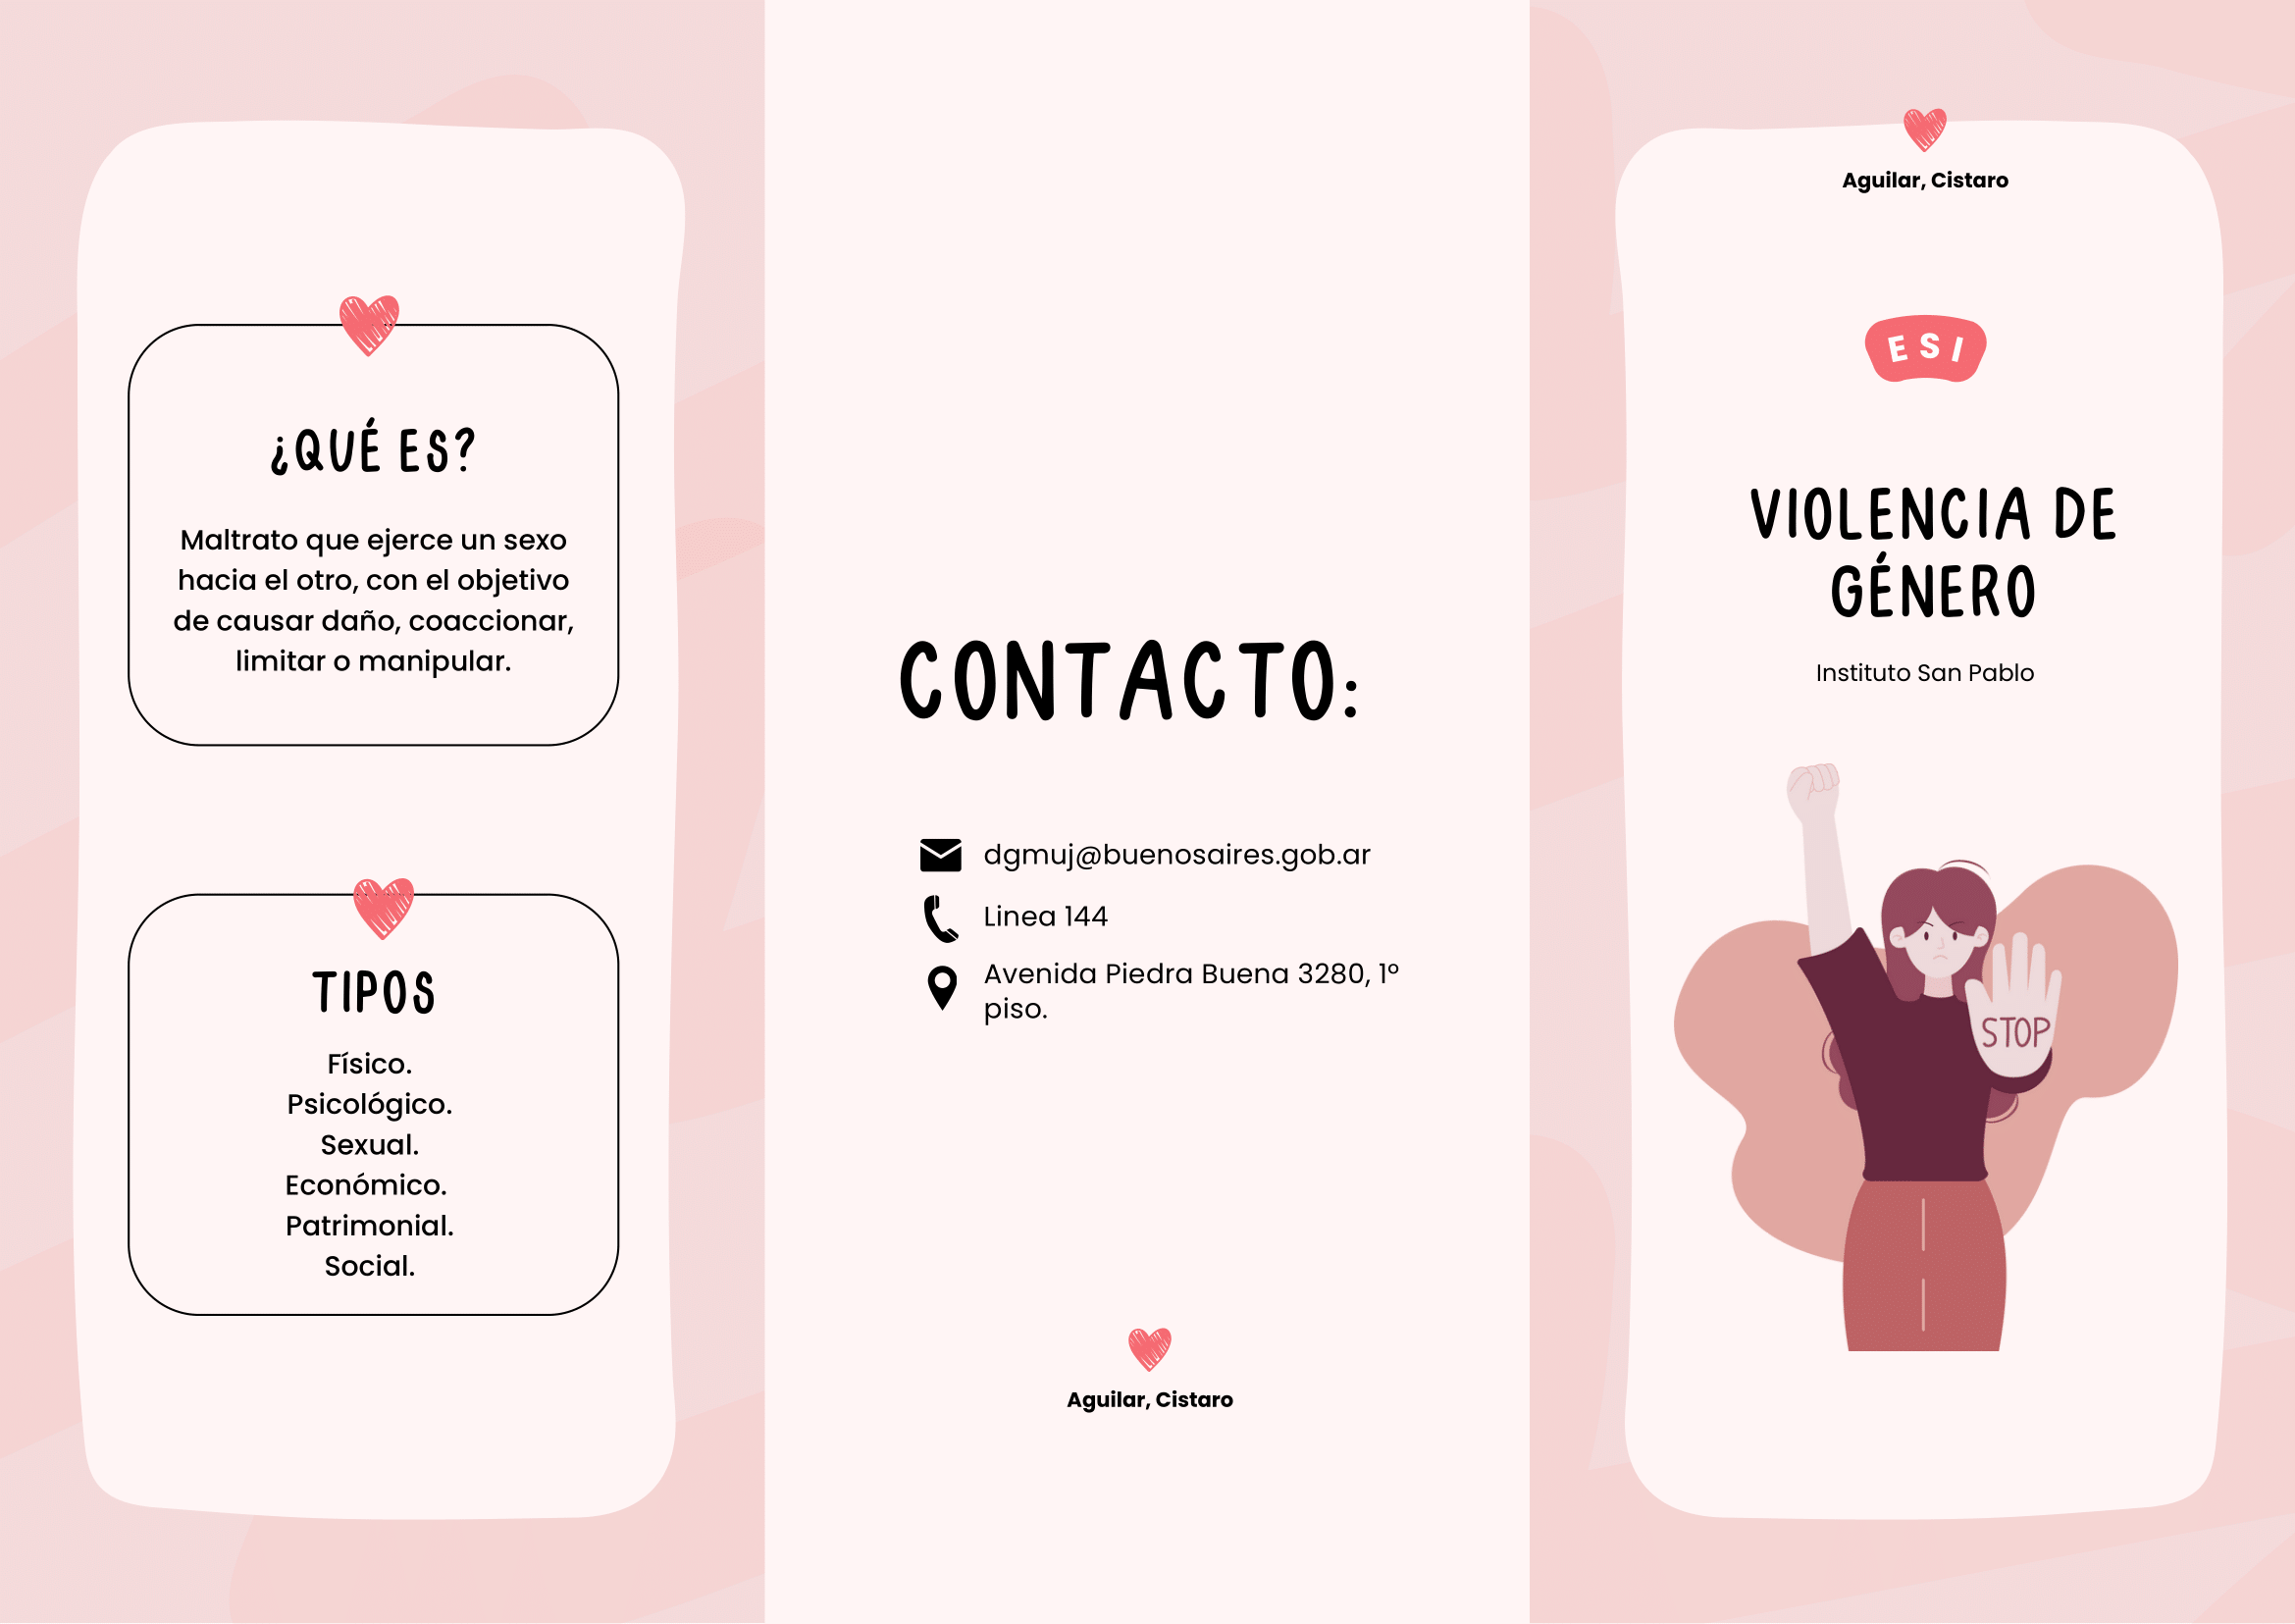 ¿QUÉ ES?
Maltrato que ejerce un sexo
hacia el otro, con el objetivo
de causar daño, coaccionar,
limitar o manipular.
TIPOS
Físico.
Psicológico.
Sexual.
Económico.
Patrimonial.
Social.
CONTACTO:
dgmuj@buenosaires.gob.ar
Linea 144
Avenida Piedra Buena 3280, 1º
piso.
Aguilar, Cistaro
Aguilar, Cistaro
ESI
VIOLENCIA DE
GÉNERO
Instituto San Pablo
STOP